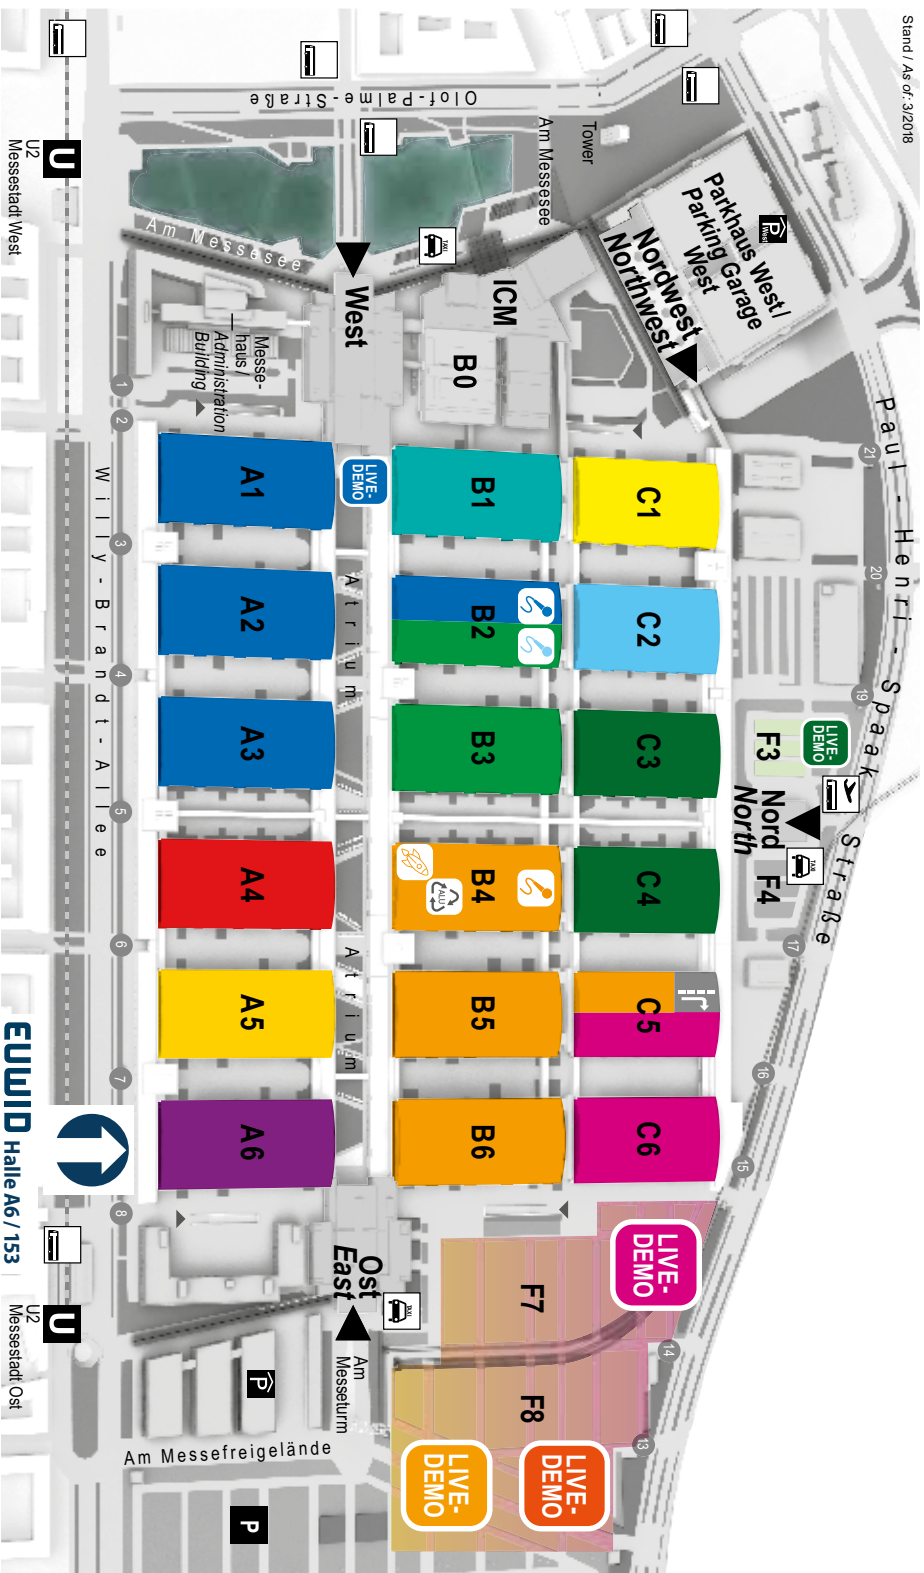 Stand / As of: 3/2018
Paul-Henri-Spaak Straße
Olof-Palme-Straße
Am Messesee
Tower
P
West
Parkhaus West /
Parking Garage
West
Nordwest
Northwest
TAXI
Am Messesee
West
ICM
B0
Messe-
haus /
Administration
Building
U
U2
Messestadt West
1
2
3
4
5
6
7
8
21
20
19
17
16
15
14
13
C1
C2
C3
C4
C5
C6
LIVE-
DEMO
F3
Nord
North
F4
TAXI
B1
B2
B3
B4
ALU
B5
B6
LIVE-
DEMO
Atrium
Atrium
A1
A2
A3
A4
A5
A6
Willy-Brandt-Allee
LIVE-
DEMO
F7
F8
LIVE-
DEMO
LIVE-
DEMO
Ost
East
TAXI
Am
Messeturm
P
Am Messefreigelände
P
EUWID Halle A6 / 153
U
U2
Messestadt Ost